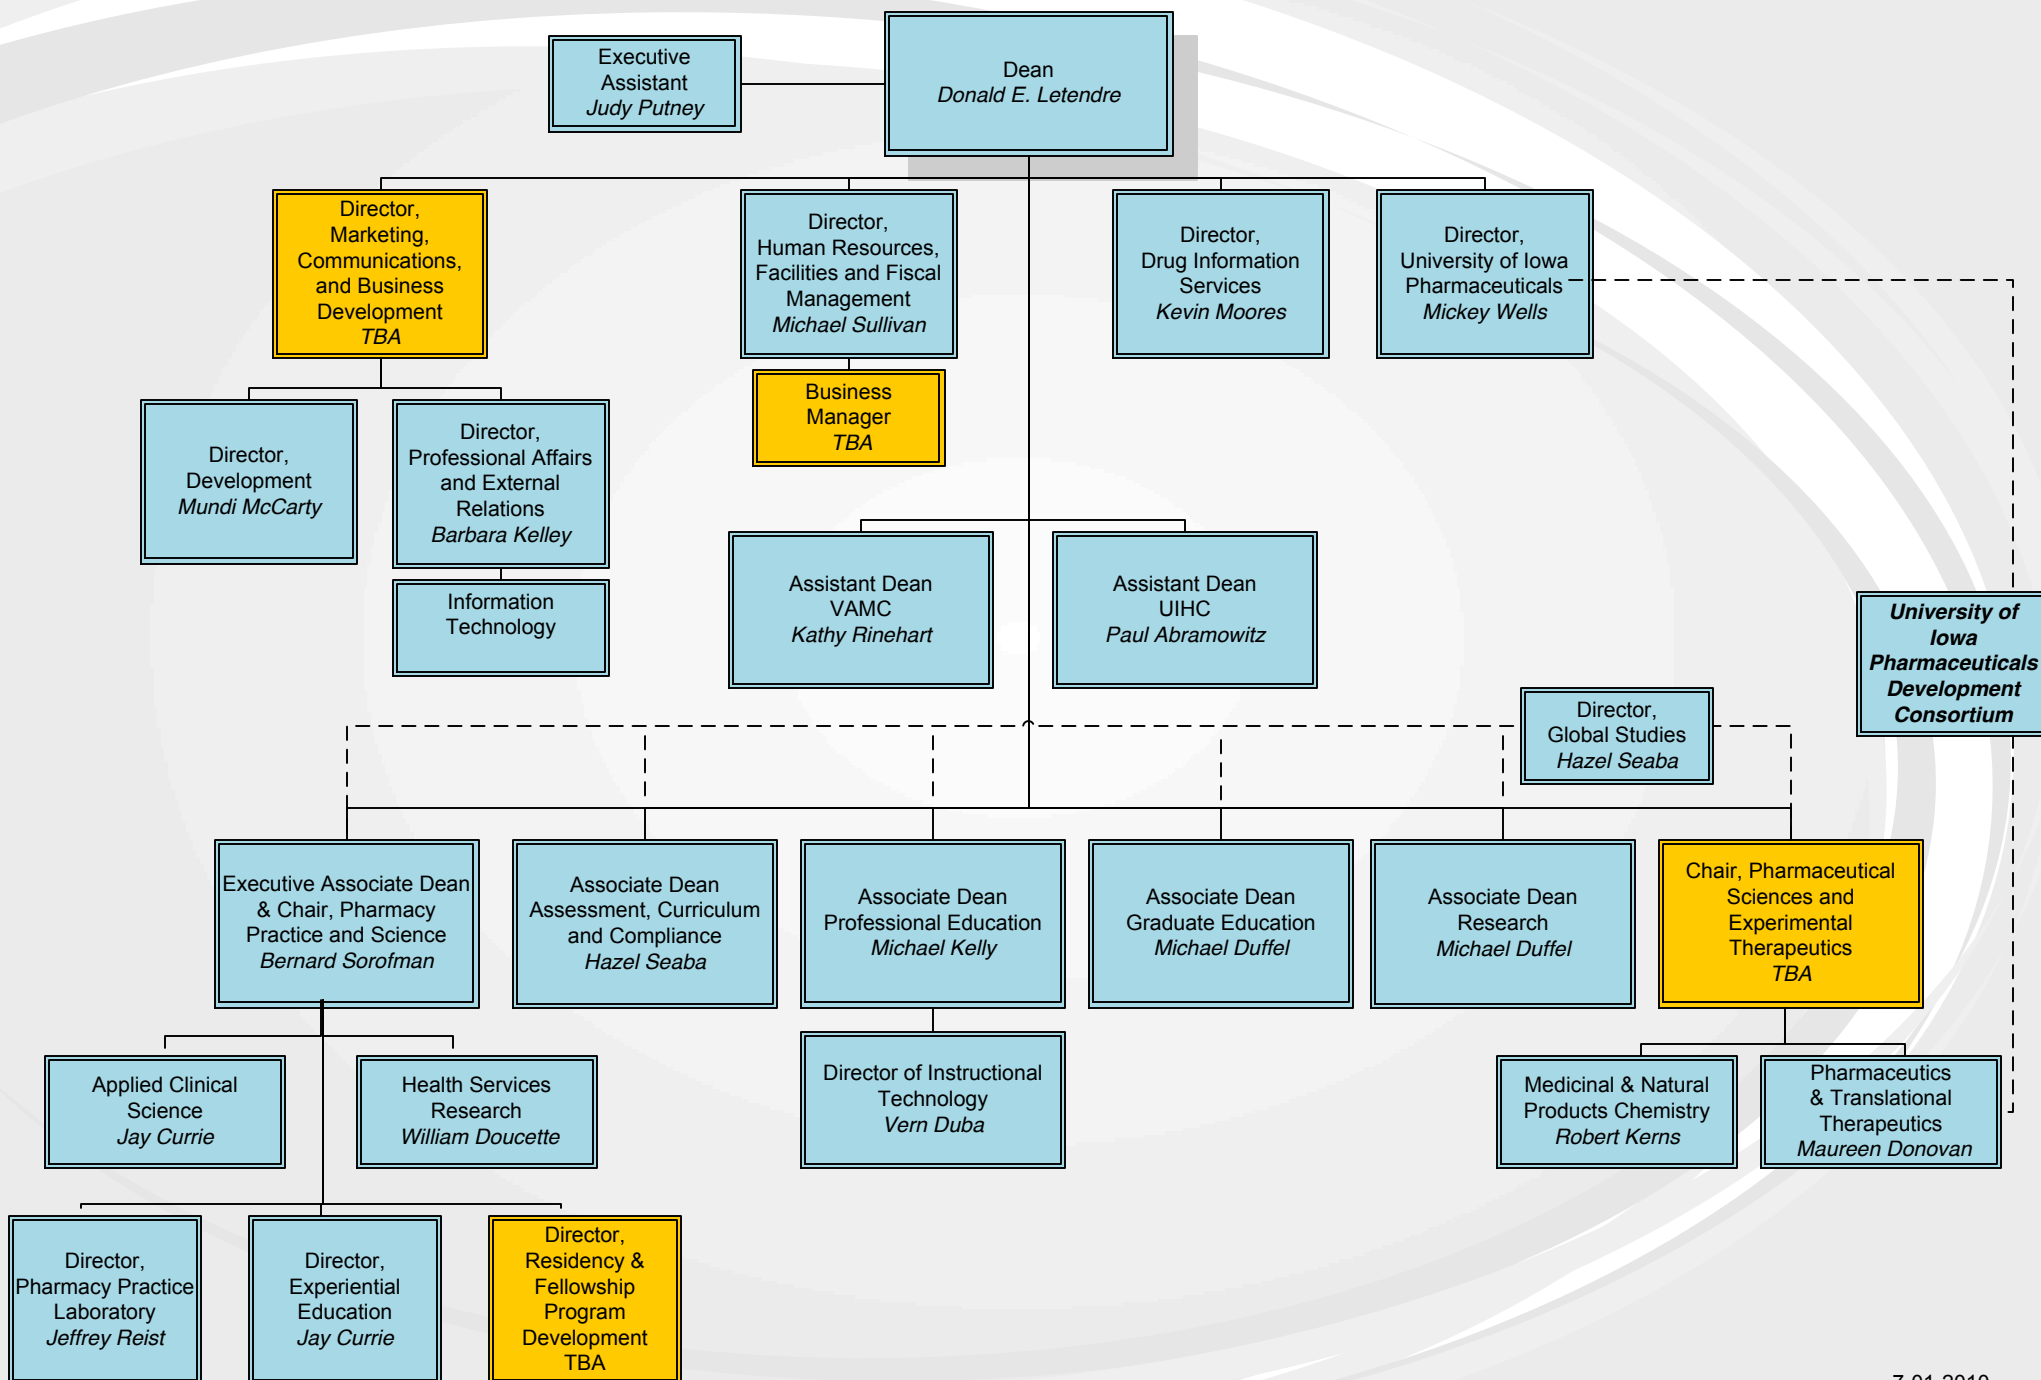 Executive
Assistant
Judy Putney
Dean
Donald E. Letendre
Director,
Marketing,
Communications,
and Business
Development
TBA
Director,
Human Resources,
Facilities and Fiscal
Management
Michael Sullivan
Director,
Drug Information
Services
Kevin Moores
Director,
University of Iowa
Pharmaceuticals
Mickey Wells
Business
Manager
TBA
Director,
Development
Mundi McCarty
Director,
Professional Affairs
and External
Relations
Barbara Kelley
Information
Technology
Assistant Dean
VAMC
Kathy Rinehart
Assistant Dean
UIHC
Paul Abramowitz
University of
Iowa
Pharmaceuticals
Development
Consortium
Director,
Global Studies
Hazel Seaba
Executive Associate Dean
& Chair, Pharmacy
Practice and Science
Bernard Sorofman
Associate Dean
Assessment, Curriculum
and Compliance
Hazel Seaba
Associate Dean
Professional Education
Michael Kelly
Associate Dean
Graduate Education
Michael Duffel
Associate Dean
Research
Michael Duffel
Chair, Pharmaceutical
Sciences and
Experimental
Therapeutics
TBA
Applied Clinical
Science
Jay Currie
Health Services
Research
William Doucette
Director of Instructional
Technology
Vern Duba
Medicinal & Natural
Products Chemistry
Robert Kerns
Pharmaceutics
& Translational
Therapeutics
Maureen Donovan
Director,
Pharmacy Practice
Laboratory
Jeffrey Reist
Director,
Experiential
Education
Jay Currie
Director,
Residency &
Fellowship
Program
Development
TBA
7-01-2010